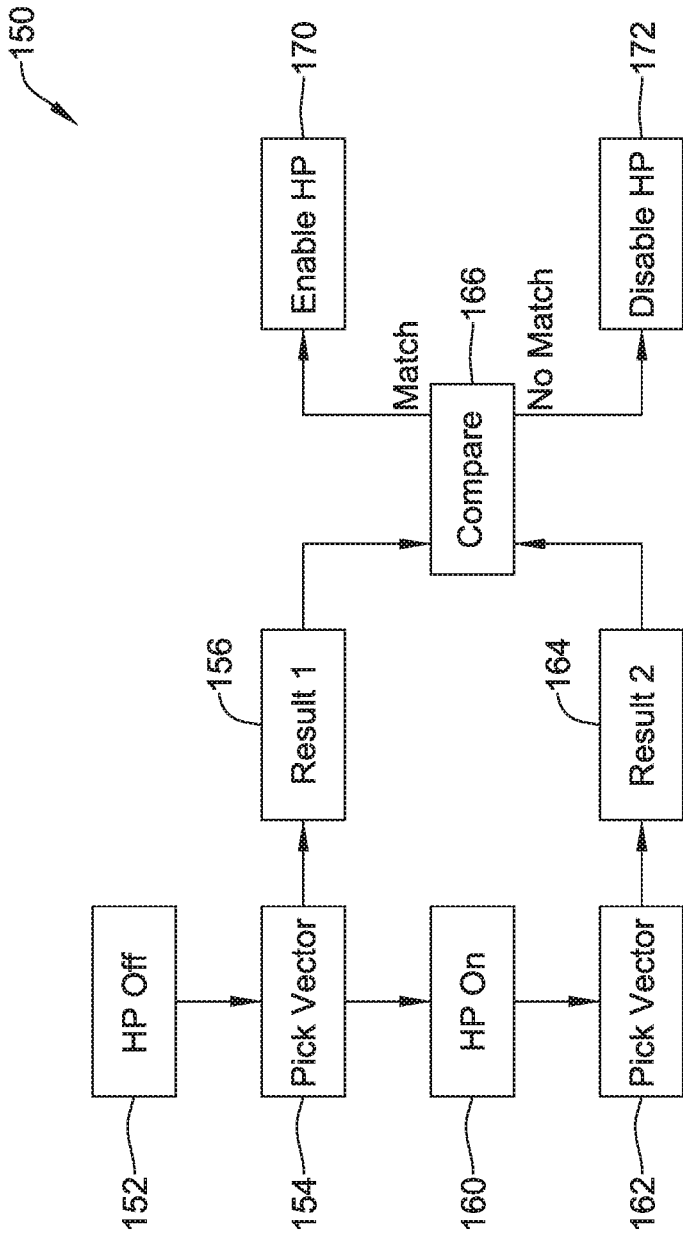 150
152
HP Off
154
Pick Vector
Result 1
156
160
HP On
162
Pick Vector
Result 2
164
Compare
166
Match
No Match
Enable HP
170
Disable HP
172